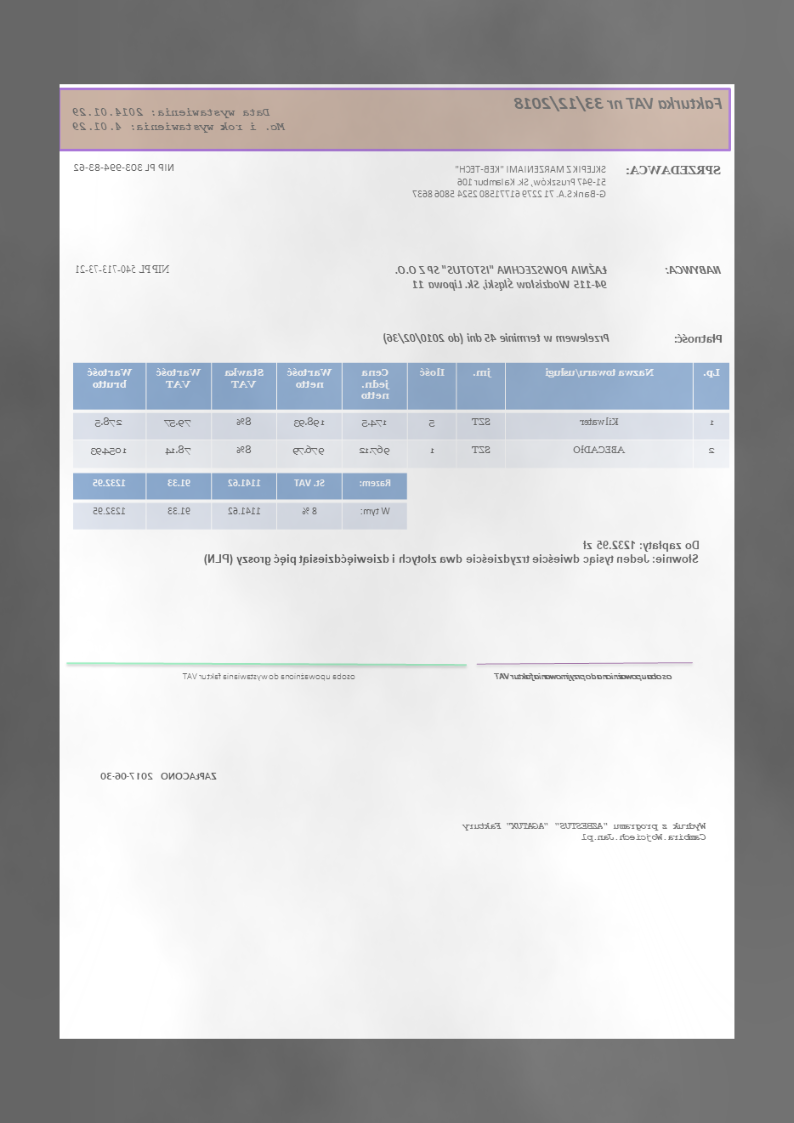 Fakturka VAT nr 33/12/2018
Data wystawienia: 2014.01.29
Mc. i rok wystawienia: 4.01.29
SPRZEDAWCA: SKLEPIK Z MARZENIAMI "KEB-TECH" NIP PL 303-994-83-62
51-947 Pruszków, Sk. Kalambur 106
G-Bank S.A. 71 2279 6177 1580 2524 5806 8637
NABYWCA: ŁAŹNIA POWSZECHNA "ISTOTUS" SP Z O.O. NIP PL 540-713-73-21
94-115 Wodzisław Śląski, Sk. Lipowa 11
Płatność: Przelewem w terminie 45 dni (do 2010/02/36)
Lp. Nazwa towaru/usługi jm. Ilość Cena jedn. netto Wartość netto Stawka VAT Wartość VAT Wartość brutto
1 Kilwater SZT 5 174.5 198.93 8% 79.57 278.5
2 ABECADŁO SZT 1 967.12 976.79 8% 78.14 1054.93
Razem: St. VAT 1141.62 91.33 1232.95
W tym: 8 % 1141.62 91.33 1232.95
Do zapłaty: 1232.95 zł
Słownie: Jeden tysiąc dwieście trzydzieście dwa złotych i dziewięćdziesiąt pięć groszy (PLN)
osoba upoważniona do przyjmowania faktur VAT
osoba upoważniona do wystawiania faktur VAT
ZAPŁACONO 2017-06-30
Wydruk z programu "AZBESTUS" "AGATUX" Faktury
Cambira.Wojciech.Jan.pl